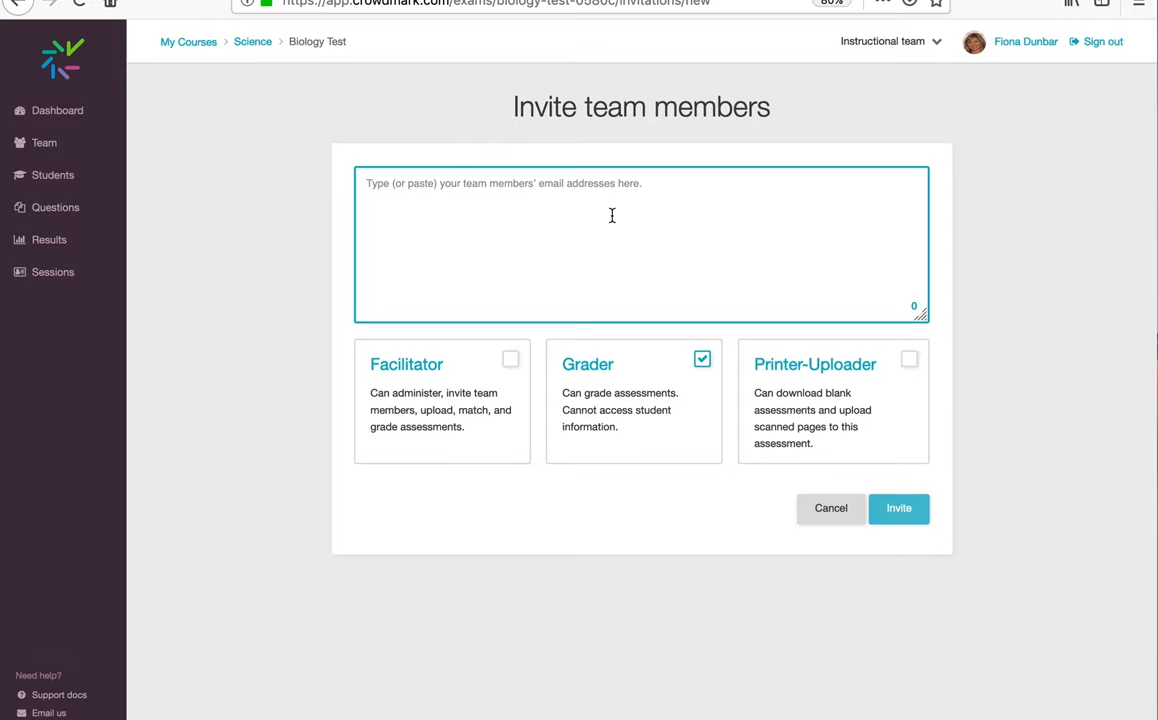 https://app.crowdmark.com/exams/biology-test-0580c/invitations/new
80%
My Courses > Science > Biology Test
Instructional team
Fiona Dunbar
Sign out
Dashboard
Team
Students
Questions
Results
Sessions
Need help?
Support docs
Email us
Invite team members
Type (or paste) your team members' email addresses here.
0
Facilitator
Can administer, invite team
members, upload, match, and
grade assessments.
Grader
Can grade assessments.
Cannot access student
information.
Printer-Uploader
Can download blank
assessments and upload
scanned pages to this
assessment.
Cancel
Invite